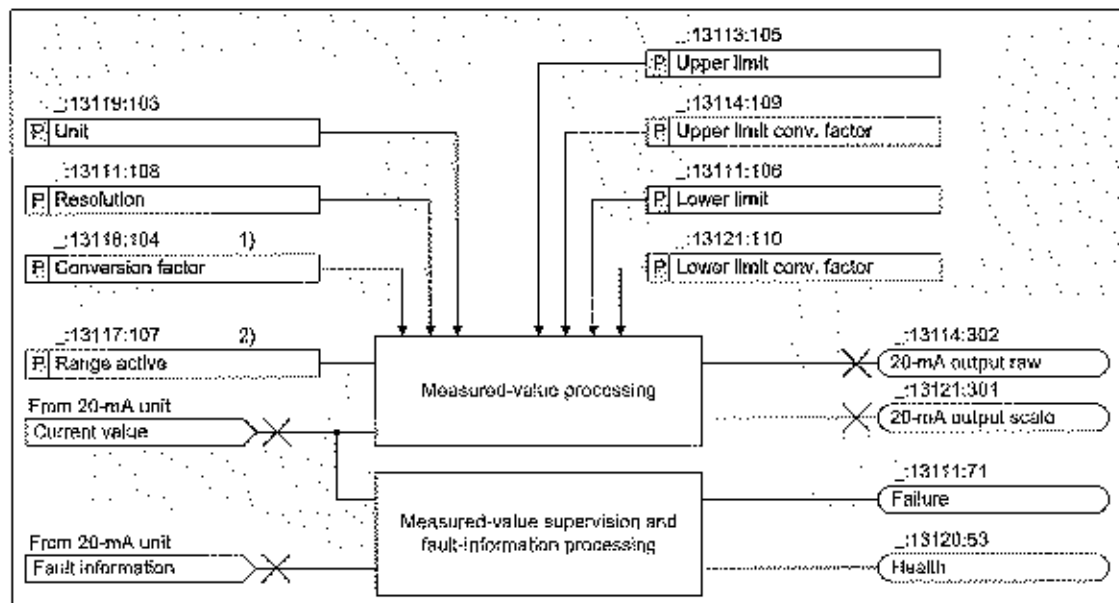 _:13113:105
P Upper limit
_:13119:103
_:13114:109
P Unit
P Upper limit conv. factor
_:13111:108
_:13111:106
P Resolution
P Lower limit
_:13118:104 1)
_:13121:110
P Conversion factor
P Lower limit conv. factor
_:13117:107 2)
_:13114:302
P Range active
20-mA output raw
Measured-value processing
_:13121:301
From 20-mA unit
20-mA output scale
Current value
_:13111:71
Failure
Measured-value supervision and
fault-information processing
From 20-mA unit
_:13120:53
Fault information
Health